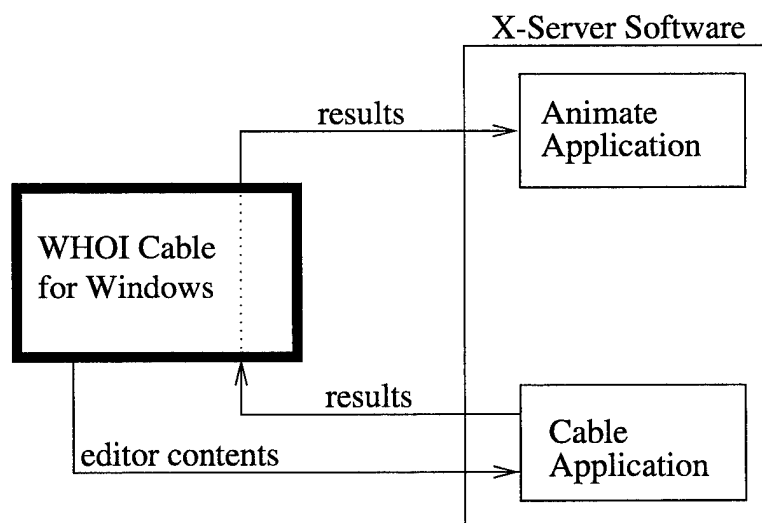 X-Server Software
results
Animate
Application
WHOI Cable
for Windows
results
editor contents
Cable
Application